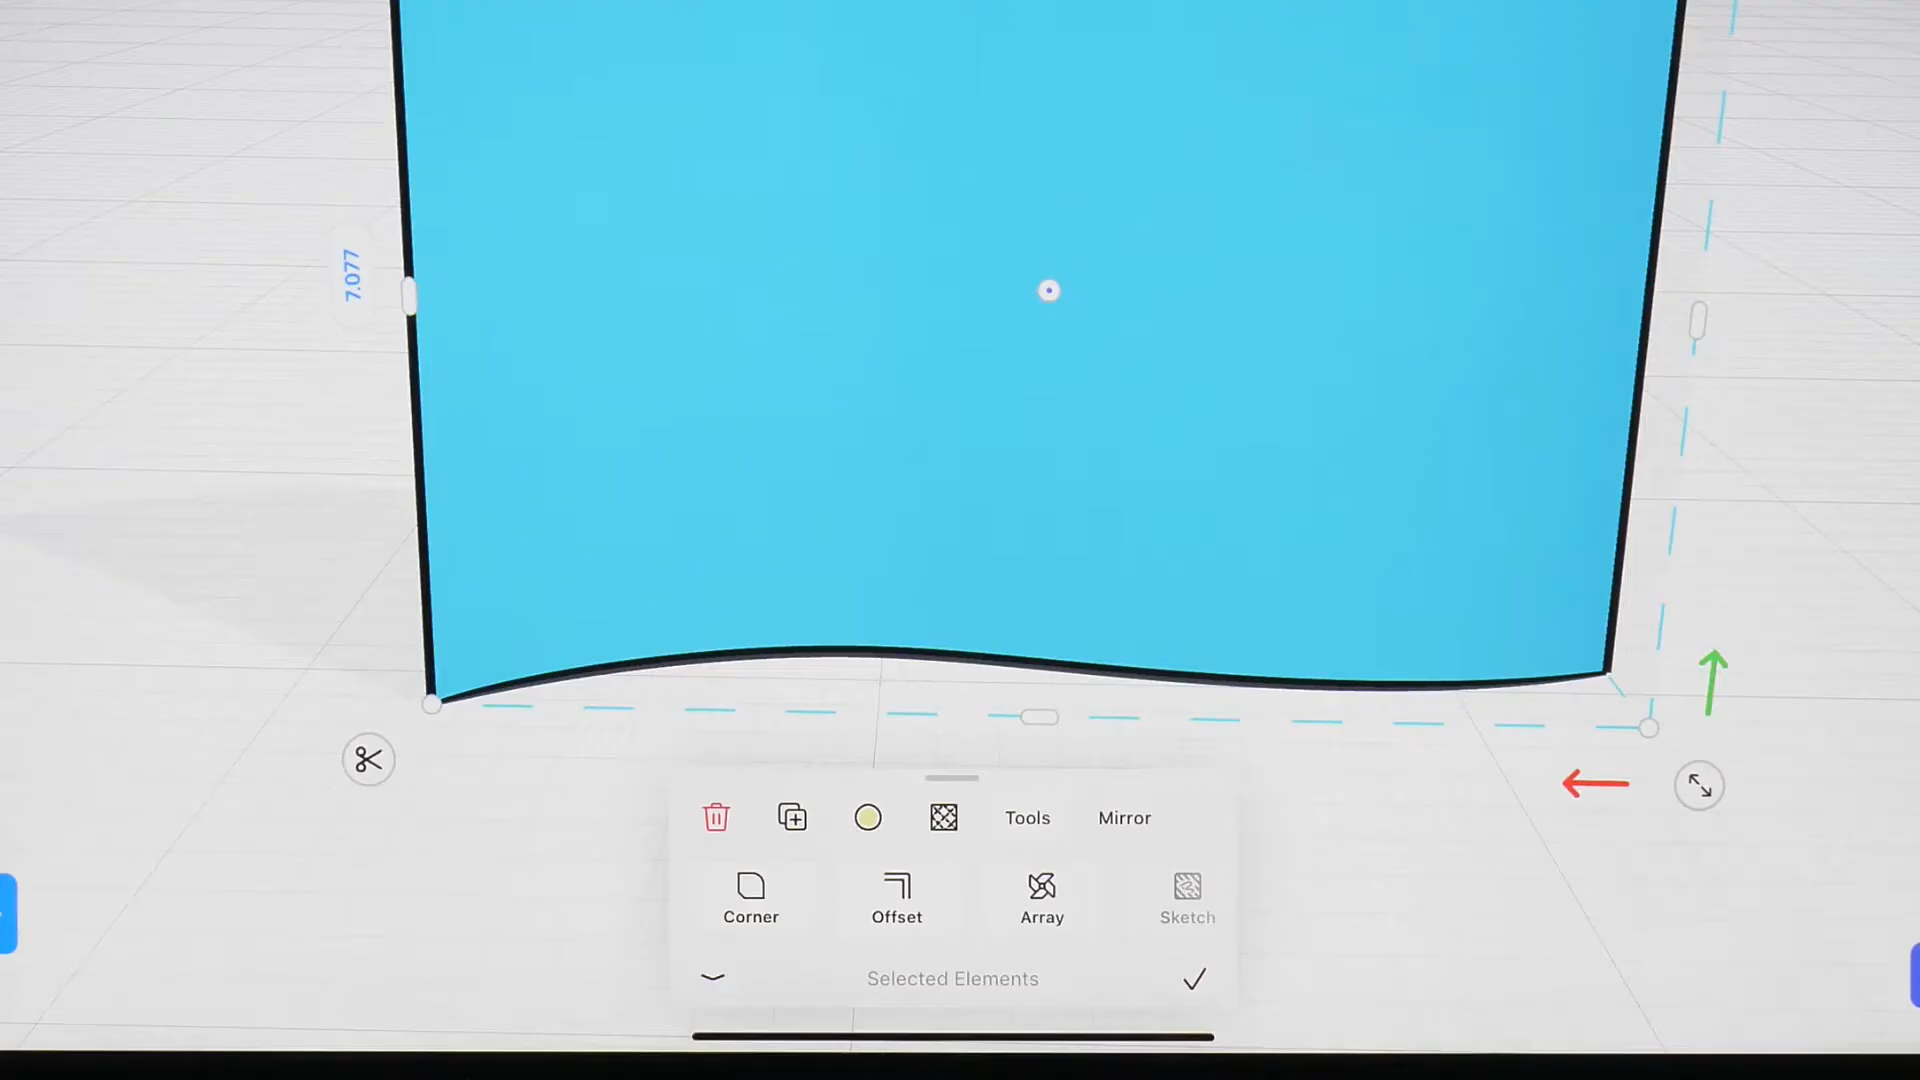 7.077
Tools
Mirror
Corner
Offset
Array
Sketch
Selected Elements